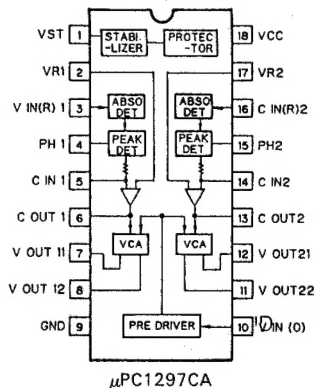 VST 1 STABI-LIZER PROTEC-TOR 18 VCC
VR1 2 17 VR2
V IN(R) 1 3 ABSO DET ABSO DET 16 C IN(R)2
PH1 4 PEAK DET PEAK DET 15 PH2
C IN 1 5 14 C IN2
C OUT 1 6 13 C OUT2
V OUT 11 7 VCA VCA 12 V OUT21
V OUT 12 8 11 V OUT22
GND 9 PRE DRIVER 10 IN (0)
μPC1297CA